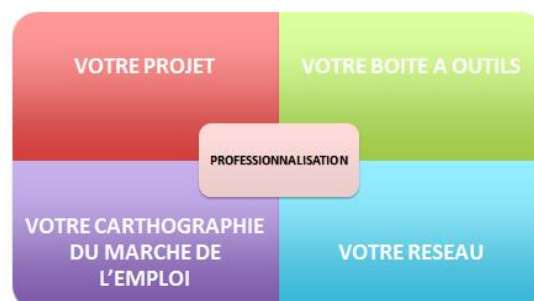 VOTRE PROJET
VOTRE BOITE A OUTILS
PROFESSIONNALISATION
VOTRE CARTHOGRAPHIE
DU MARCHE DE
L'EMPLOI
VOTRE RESEAU